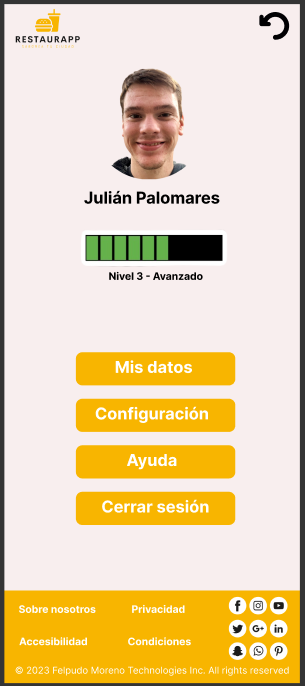 RESTAURAPP
Julián Palomares
Nivel 3 - Avanzado
Mis datos
Configuración
Ayuda
Cerrar sesión
Sobre nosotros Privacidad
Accesibilidad Condiciones
© 2023 Felpudo Moreno Technologies Inc. All rights reserved